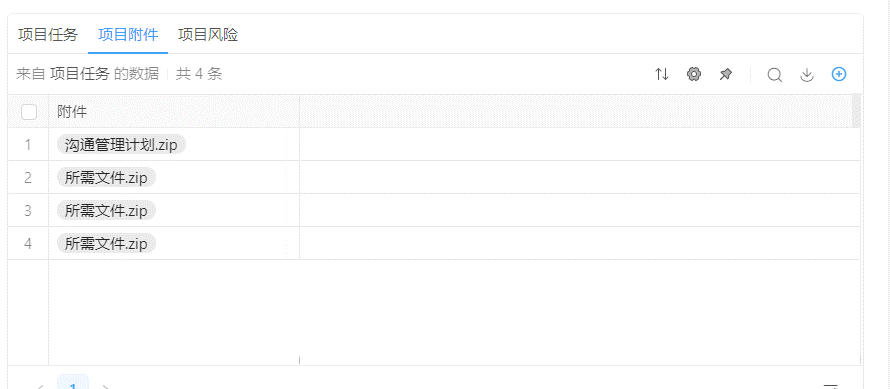 项目任务 项目附件 项目风险
来自 项目任务 的数据 共 4 条
附件
1 沟通管理计划.zip
2 所需文件.zip
3 所需文件.zip
4 所需文件.zip
1